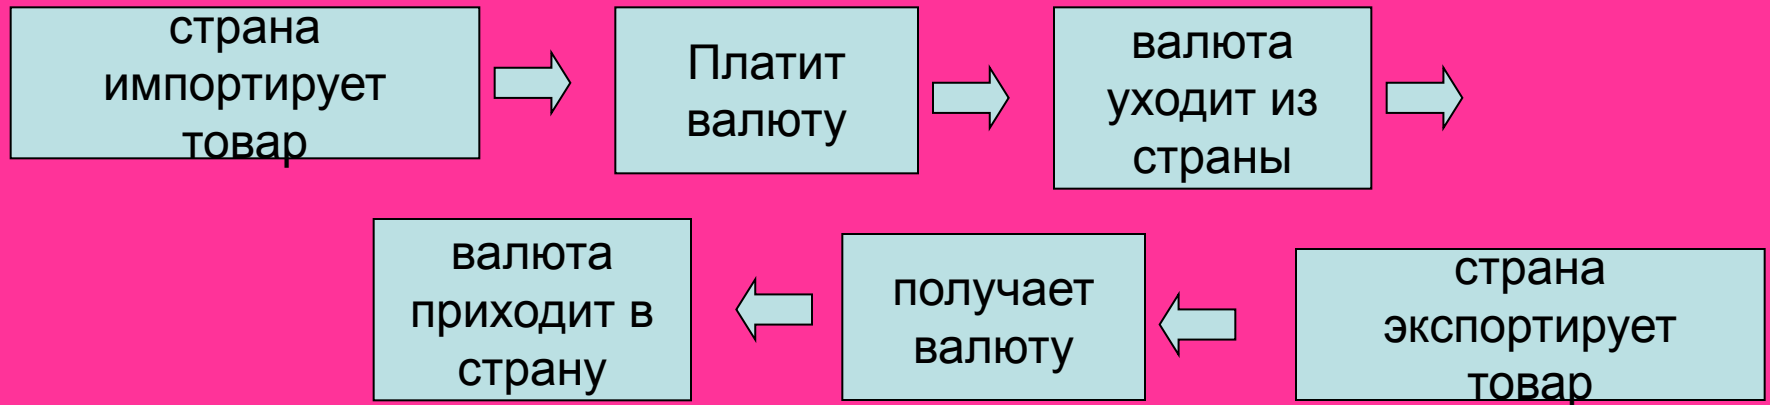 страна
импортирует
товар
Платит
валюту
валюта
уходит из
страны
валюта
приходит в
страну
получает
валюту
страна
экспортирует
товар